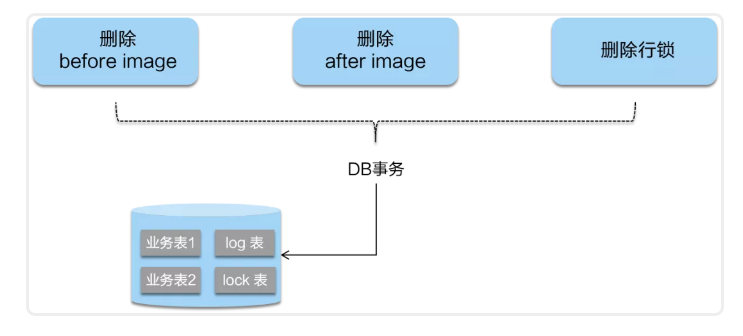 删除
before image
删除
after image
删除行锁
DB事务
业务表1
log 表
业务表2
lock 表